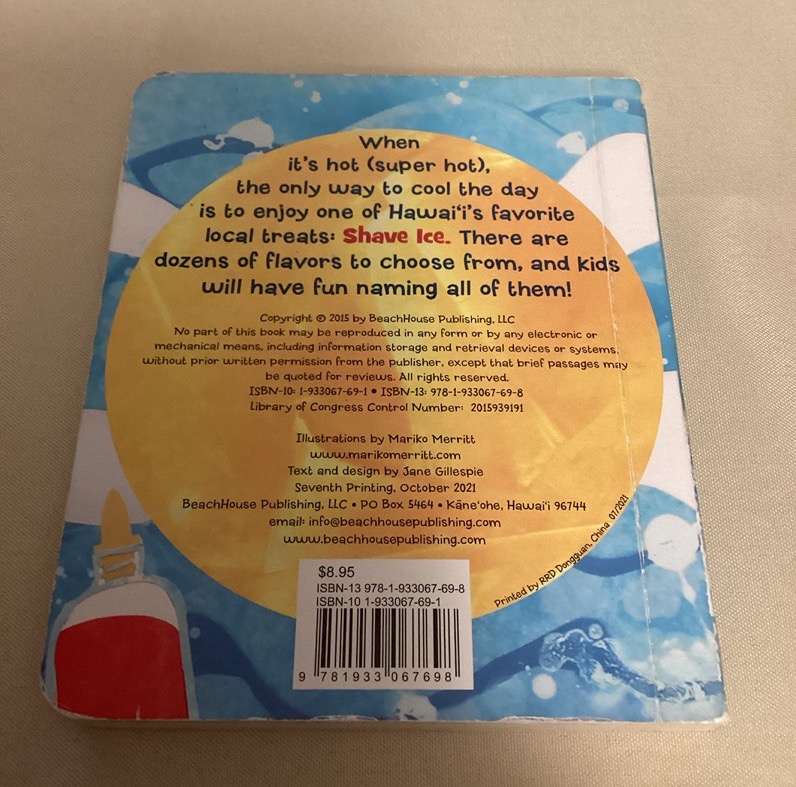 When
it's hot (super hot),
the only way to cool the day
is to enjoy one of Hawai‘i's favorite
local treats: Shave Ice. There are
dozens of flavors to choose from, and kids
will have fun naming all of them!
Copyright © 2015 by BeachHouse Publishing, LLC
No part of this book may be reproduced in any form or by any electronic or
mechanical means, including information storage and retrieval devices or systems,
without prior written permission from the publisher, except that brief passages may
be quoted for reviews. All rights reserved.
ISBN-10: 1-933067-69-1 • ISBN-13: 978-1-933067-69-8
Library of Congress Control Number: 2015939191
Illustrations by Mariko Merritt
www.marikomerritt.com
Text and design by Jane Gillespie
Seventh Printing, October 2021
BeachHouse Publishing, LLC • PO Box 5464 • Kāne‘ohe, Hawai‘i 96744
email: info@beachhousepublishing.com
www.beachhousepublishing.com
Printed by RRD Dongguan, China 07/2021
$8.95
ISBN-13 978-1-933067-69-8
ISBN-10 1-933067-69-1
9 781933 067698